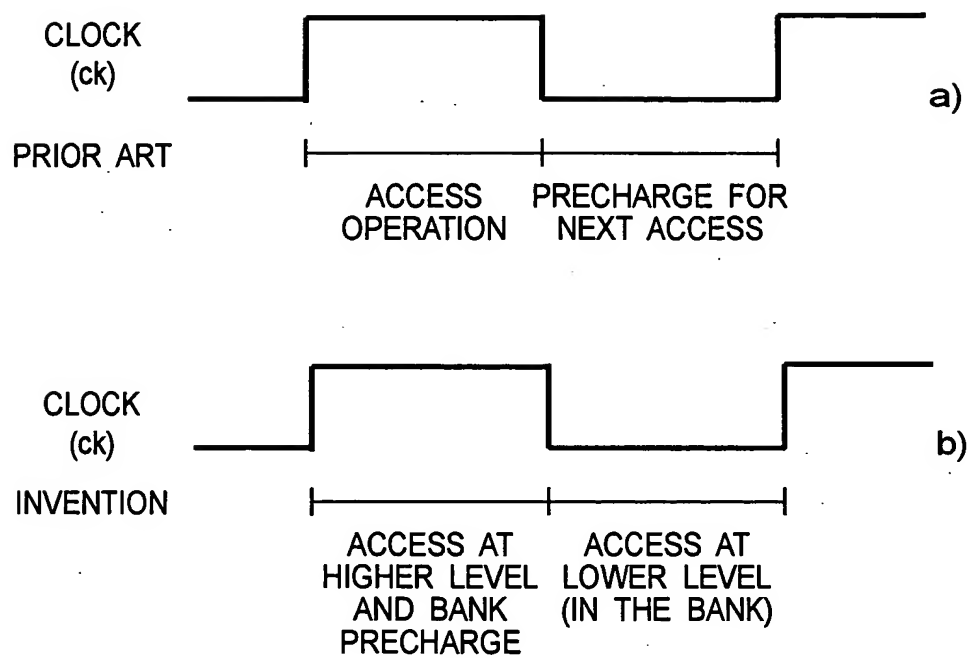 CLOCK
(ck)
a)
PRIOR ART
ACCESS
OPERATION
PRECHARGE FOR
NEXT ACCESS
CLOCK
(ck)
b)
INVENTION
ACCESS AT
HIGHER LEVEL
AND BANK
PRECHARGE
ACCESS AT
LOWER LEVEL
(IN THE BANK)